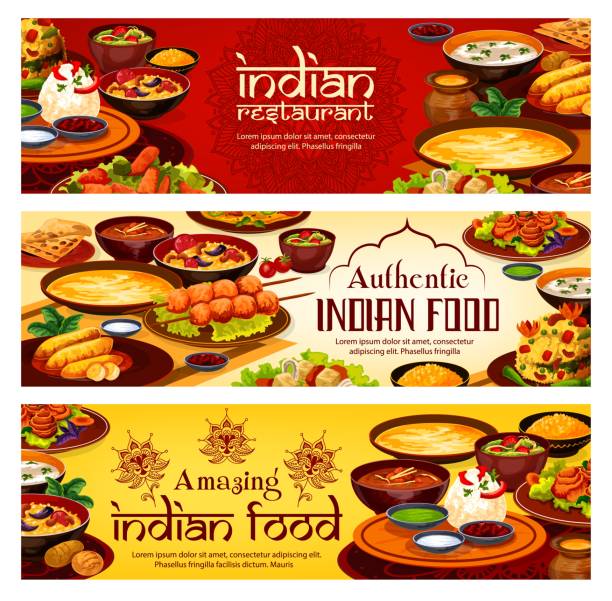 indian
restaurant
Lorem ipsum dolor sit amet, consectetur
adipiscing elit. Phasellus fringilla
Authentic
INDIAN FOOD
Lorem ipsum dolor sit amet, consectetur
adipiscing elit. Phasellus fringilla
Amazing
indian food
Lorem ipsum dolor sit amet, consectetur adipiscing elit.
Phasellus fringilla facilisis dictum. Mauris